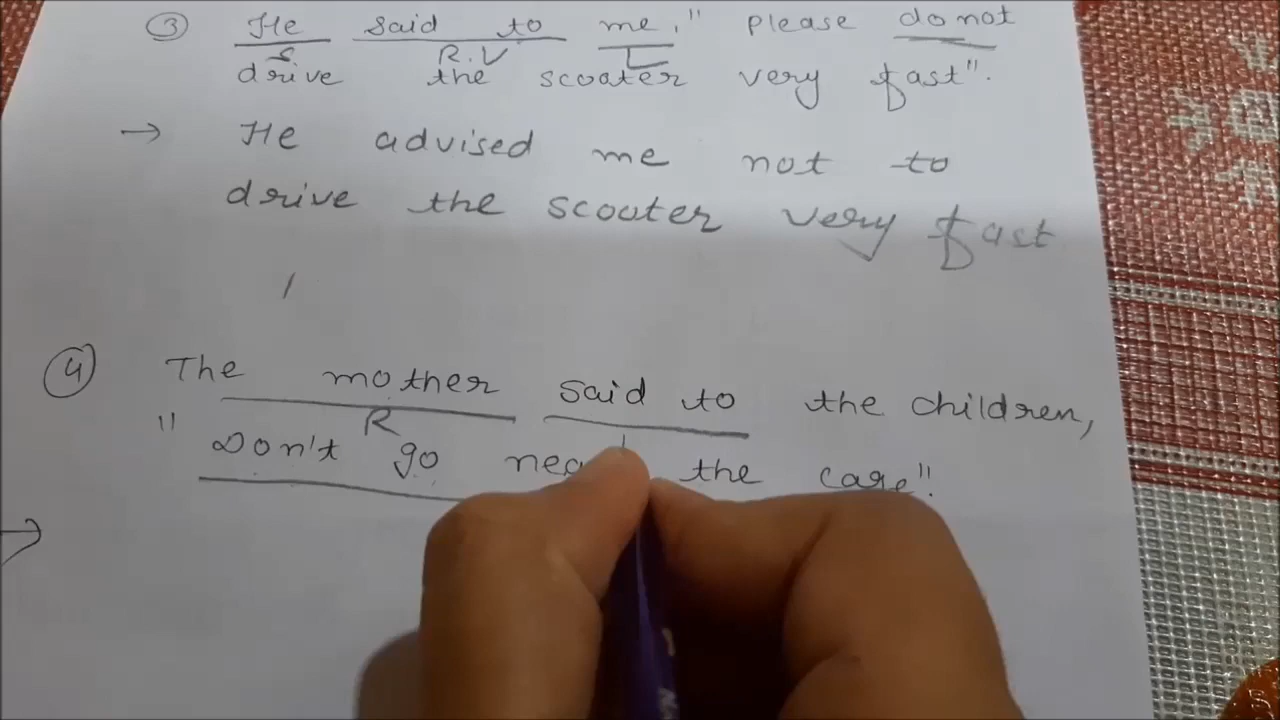 ③ He said to me," please do not
S R.V L
drive the scooter very fast".
→ He advised me not to
drive the scooter very fast
④ The mother said to the children,
R
" Don't go near the care".